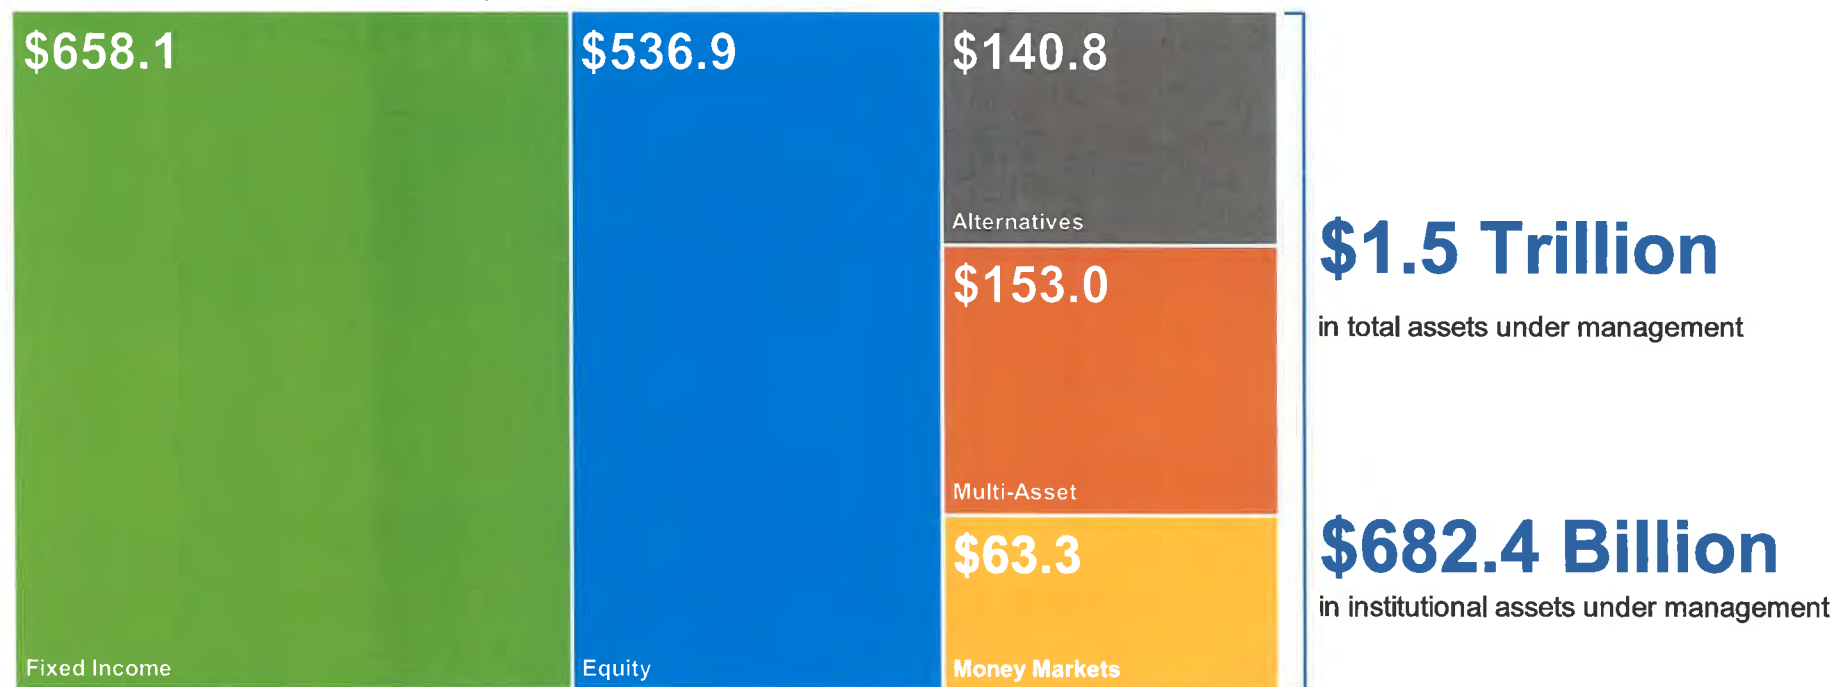 $658.1
Fixed Income
$536.9
Equity
$140.8
Alternatives
$153.0
Multi-Asset
$63.3
Money Markets
$1.5 Trillion
in total assets under management
$682.4 Billion
in institutional assets under management